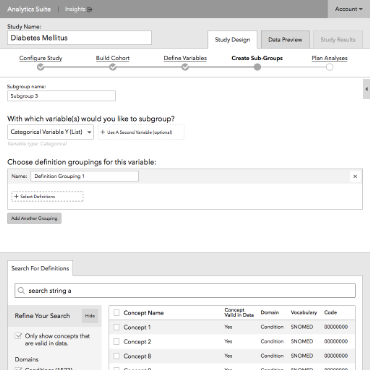 Analytics Suite | Insights
Account
Study Name:
Diabetes Mellitus
Study Design Data Preview Study Results
Configure Study Build Cohort Define Variables Create Sub-Groups Plan Analyses
Subgroup name:
Subgroup 3
With which variable(s) would you like to subgroup?
Categorical Variable Y (List) + Use A Second Variable (optional)
Variable type: Categorical
Choose definition groupings for this variable:
Name: Definition Grouping 1 ×
+ Select Definitions
Add Another Grouping
Search For Definitions
search string a
Refine Your Search Hide
Only show concepts that
are valid in data.
Domains
Concept Name Concept Valid in Data Domain Vocabulary Code
Concept 1 Yes Condition SNOMED 00000000
Concept 2 Yes Condition SNOMED 00000000
Concept 8 Yes Condition SNOMED 00000000